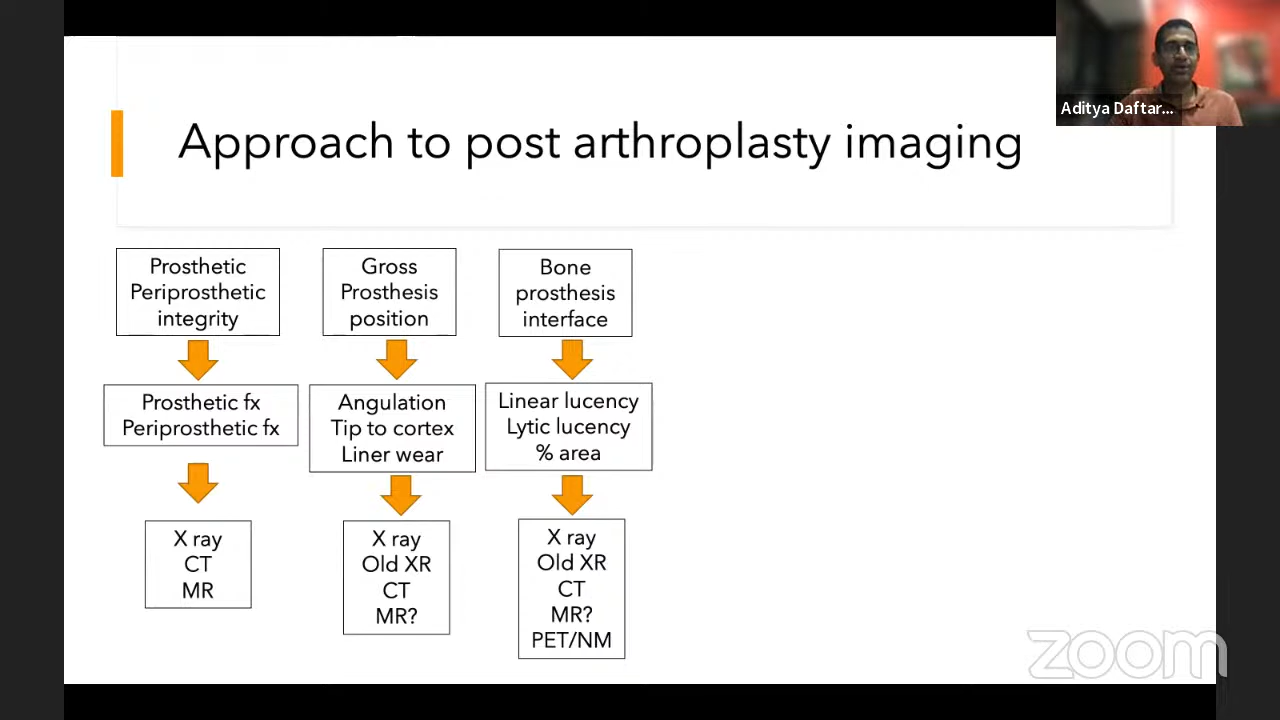 Aditya Daftar...
Approach to post arthroplasty imaging
Prosthetic
Periprosthetic
integrity
Prosthetic fx
Periprosthetic fx
X ray
CT
MR
Gross
Prosthesis
position
Angulation
Tip to cortex
Liner wear
X ray
Old XR
CT
MR?
Bone
prosthesis
interface
Linear lucency
Lytic lucency
% area
X ray
Old XR
CT
MR?
PET/NM
zoom